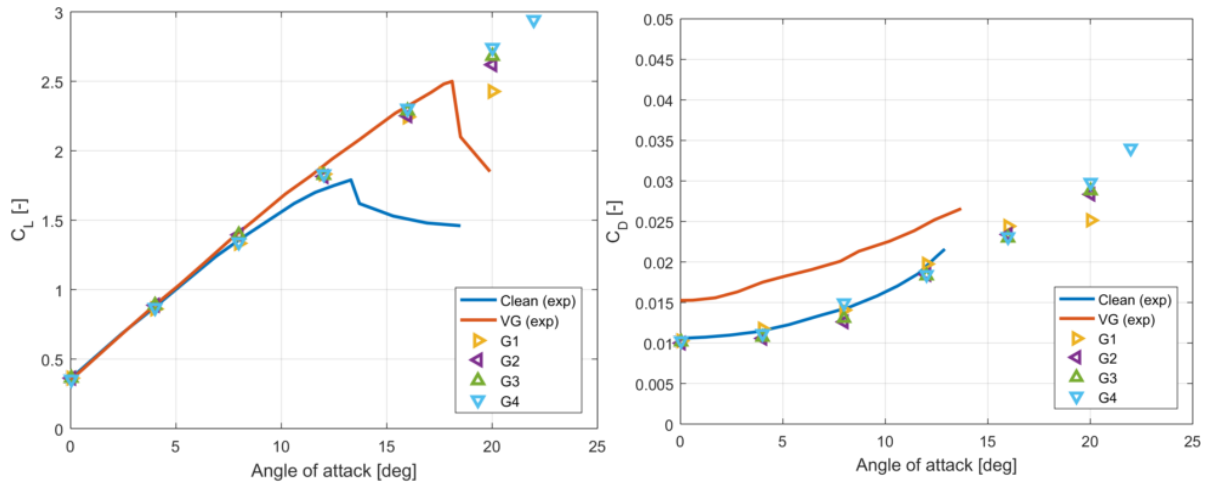 3
2.5
2
1.5
1
0.5
0
C_L [-]
Clean (exp)
VG (exp)
G1
G2
G3
G4
0 5 10 15 20 25
Angle of attack [deg]
0.05
0.045
0.04
0.035
0.03
0.025
0.02
0.015
0.01
0.005
0
C_D [-]
Clean (exp)
VG (exp)
G1
G2
G3
G4
0 5 10 15 20 25
Angle of attack [deg]